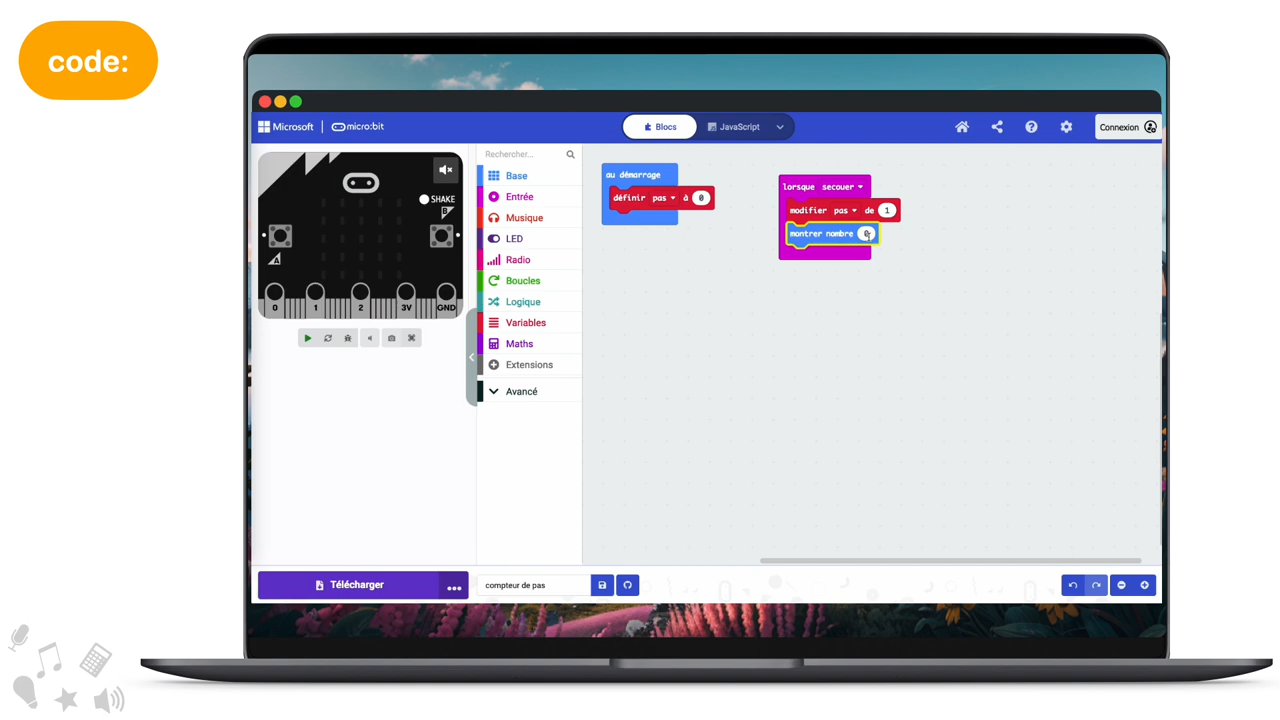 code:
Microsoft
micro:bit
Blocs
JavaScript
Connexion
SHAKE
B
A
0
1
2
3V
GND
Rechercher...
Base
Entrée
Musique
LED
Radio
Boucles
Logique
Variables
Maths
Extensions
Avancé
au démarrage
définir pas à 0
lorsque secouer
modifier pas de 1
montrer nombre 0
Télécharger
compteur de pas